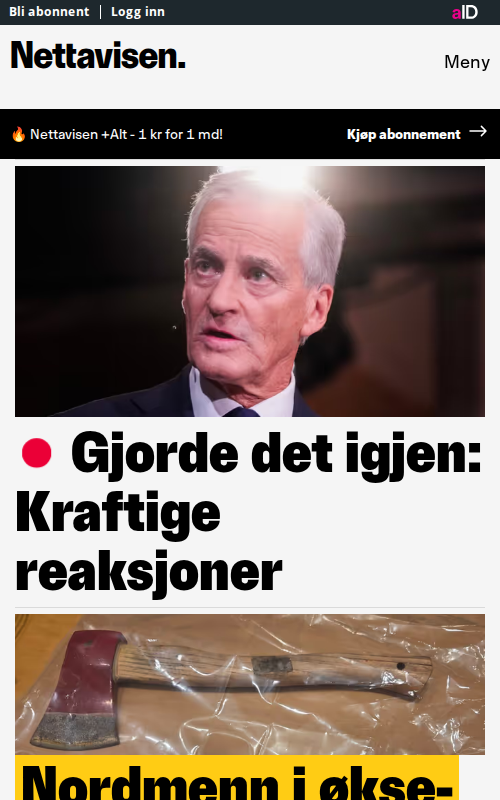 Bli abonnent | Logg inn
aID
Nettavisen.
Meny
🔥 Nettavisen +Alt - 1 kr for 1 md!
Kjøp abonnement →
Gjorde det igjen:
Kraftige
reaksjoner
Nordmenn i økse-